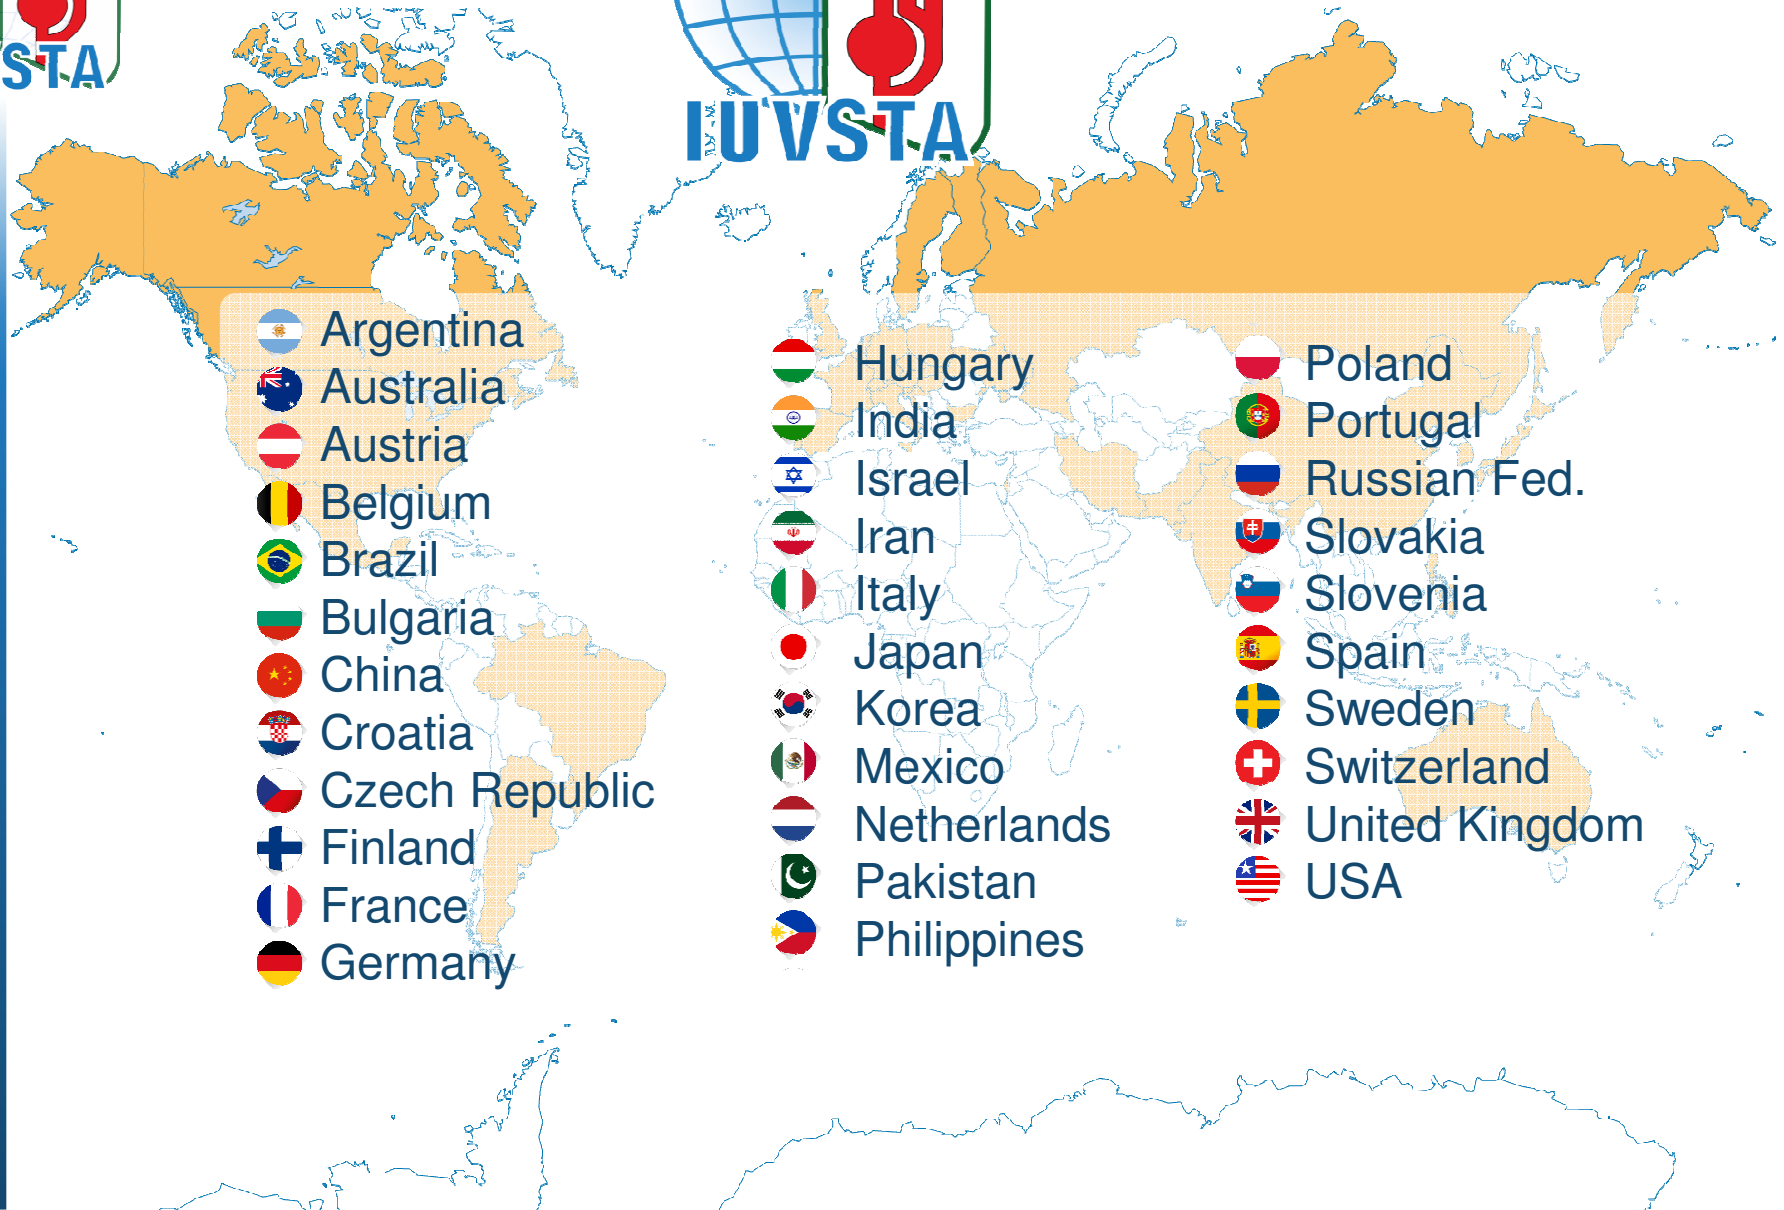 STA
IUVSTA
Argentina
Australia
Austria
Belgium
Brazil
Bulgaria
China
Croatia
Czech Republic
Finland
France
Germany
Hungary
India
Israel
Iran
Italy
Japan
Korea
Mexico
Netherlands
Pakistan
Philippines
Poland
Portugal
Russian Fed.
Slovakia
Slovenia
Spain
Sweden
Switzerland
United Kingdom
USA